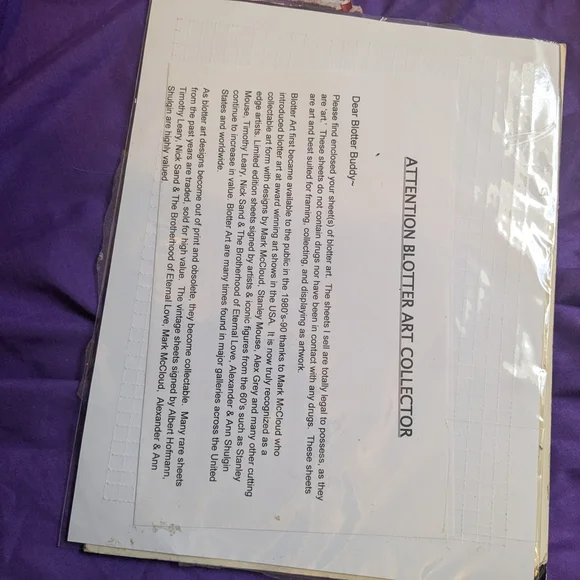 ATTENTION BLOTTER ART COLLECTOR
Dear Blotter Buddy~
Please find enclosed your sheet(s) of blotter art. The sheets I sell are totally legal to possess, as they
are 'art.' These sheets do not contain drugs nor have been in contact with any drugs. These sheets
are art and best suited for framing, collecting, and displaying as artwork.
Blotter Art first became available to the public in the 1980's-90 thanks to Mark McCloud who
introduced blotter art at award winning art shows in the USA. It is now truly recognized as a
collectable art form with designs by Mark McCloud, Stanley Mouse, Alex Grey and many other cutting
edge artists. Limited edition sheets signed by artists & iconic figures from the 60's such as Stanley
Mouse, Timothy Leary, Nick Sand & The Brotherhood of Eternal Love, Alexander & Ann Shulgin
continue to increase in value. Blotter Art are many times found in major galleries across the United
States and worldwide.
As blotter art designs become out of print and obsolete, they become collectable. Many rare sheets
from the past years are traded, sold for high value. The vintage sheets signed by Albert Hofmann,
Timothy Leary, Nick Sand & The Brotherhood of Eternal Love, Mark McCloud, Alexander & Ann
Shulgin are highly valued.